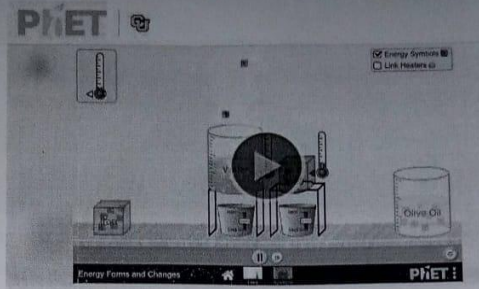 PhET
Energy Symbols
Link Heaters
Olive Oil
Energy Forms and Changes
PhET